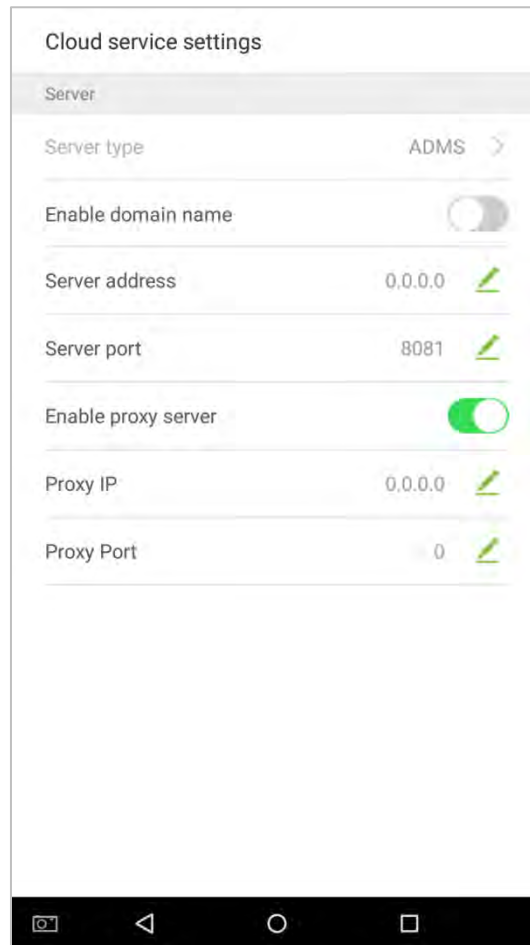 Cloud service settings
Server
Server type ADMS
Enable domain name
Server address 0.0.0.0
Server port 8081
Enable proxy server
Proxy IP 0.0.0.0
Proxy Port 0